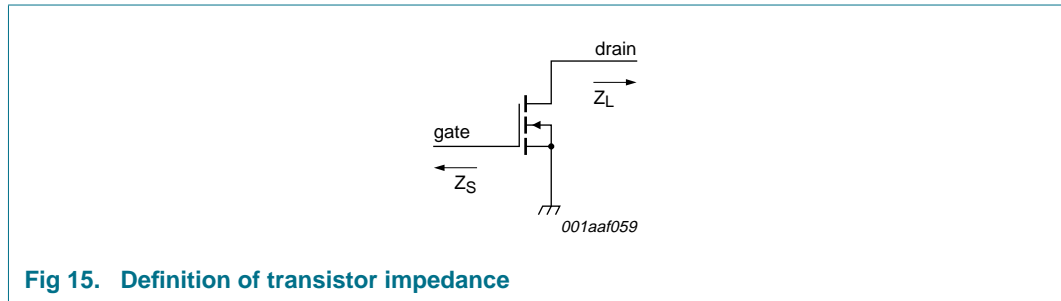 drain
Z_L
gate
Z_S
001aaf059
Fig 15. Definition of transistor impedance